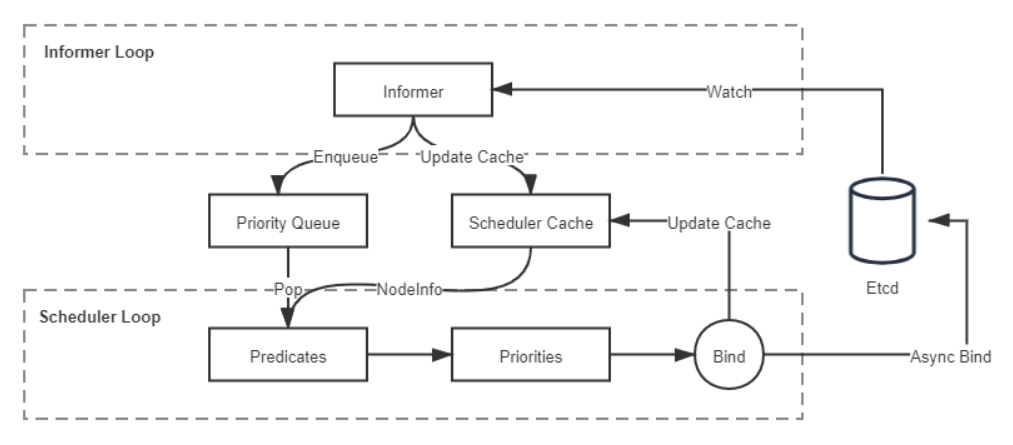 Informer Loop
Informer
Watch
Enqueue
Update Cache
Priority Queue
Scheduler Cache
Update Cache
Etcd
Pop
NodeInfo
Scheduler Loop
Predicates
Priorities
Bind
Async Bind